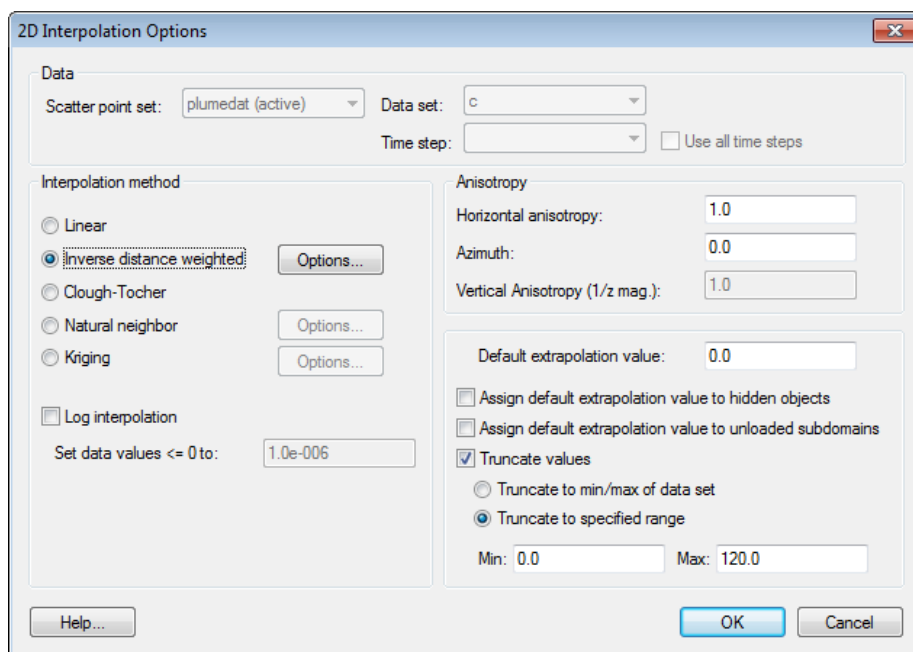 2D Interpolation Options
Data
Scatter point set: plumedat (active) Data set: c
Time step: Use all time steps
Interpolation method
Linear
Inverse distance weighted Options...
Clough-Tocher
Natural neighbor Options...
Kriging Options...
Log interpolation
Set data values <= 0 to: 1.0e-006
Anisotropy
Horizontal anisotropy: 1.0
Azimuth: 0.0
Vertical Anisotropy (1/z mag.): 1.0
Default extrapolation value: 0.0
Assign default extrapolation value to hidden objects
Assign default extrapolation value to unloaded subdomains
Truncate values
Truncate to min/max of data set
Truncate to specified range
Min: 0.0 Max: 120.0
Help... OK Cancel